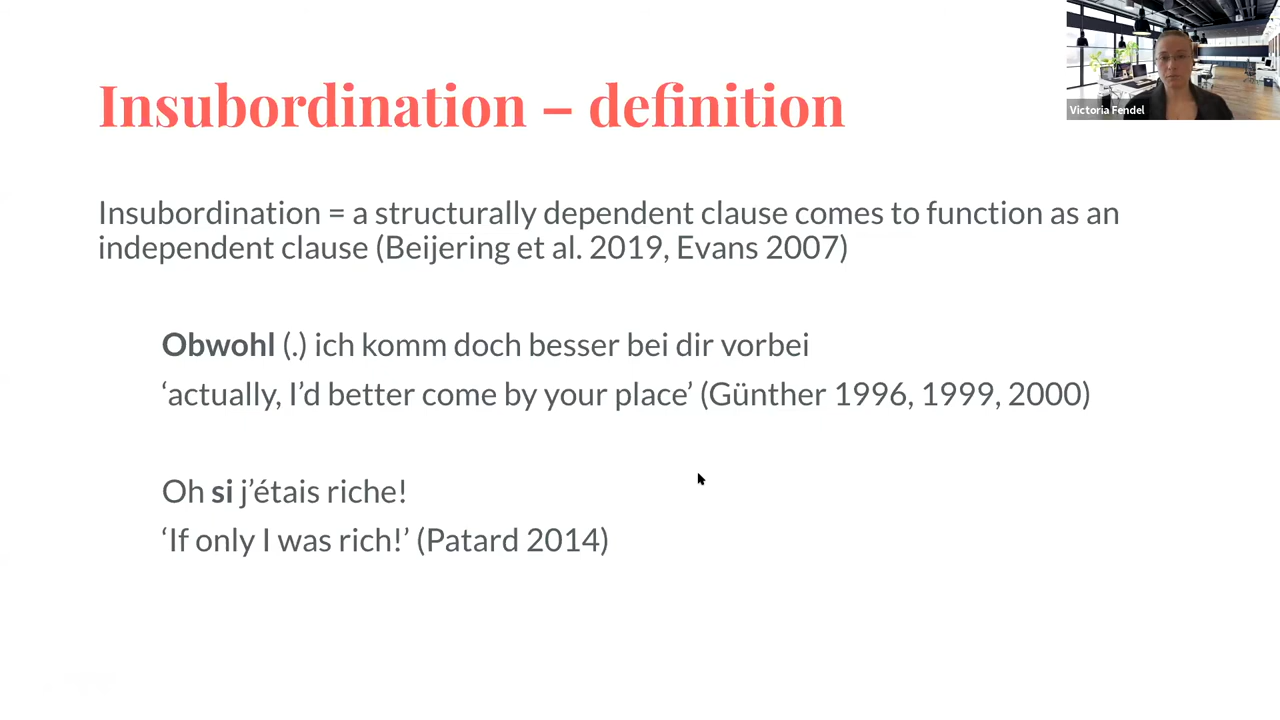 Insubordination – definition
Victoria Fendel
Insubordination = a structurally dependent clause comes to function as an
independent clause (Beijering et al. 2019, Evans 2007)
Obwohl (.) ich komm doch besser bei dir vorbei
‘actually, I’d better come by your place’ (Günther 1996, 1999, 2000)
Oh si j’étais riche!
‘If only I was rich!’ (Patard 2014)